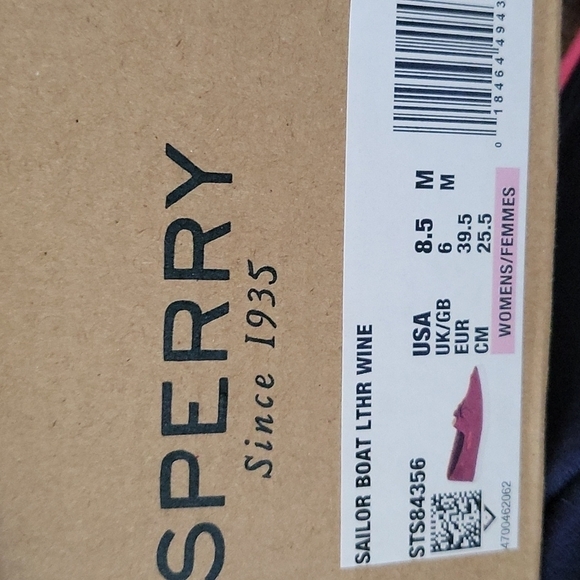 SPERRY
Since 1935
SAILOR BOAT LTHR WINE
STS84356
USA 8.5 M
UK/GB 6 M
EUR 39.5
CM 25.5
WOMENS/FEMMES
4700462062
0 18464 4943